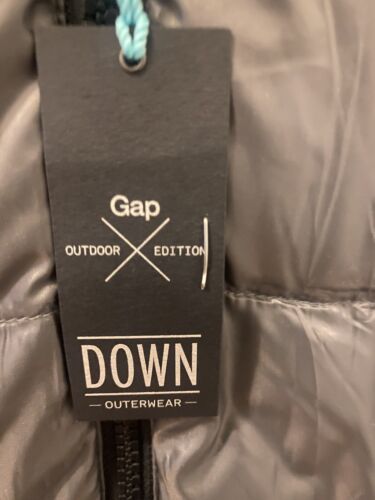 Gap
OUTDOOR EDITION
DOWN
— OUTERWEAR —